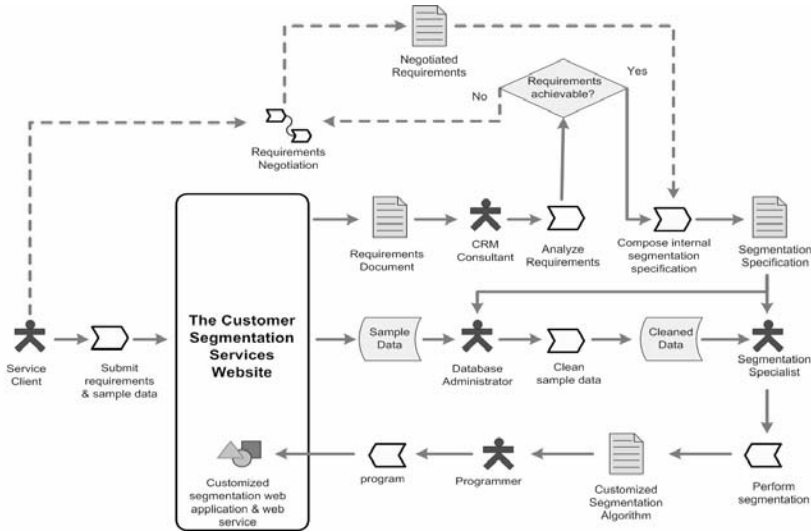 Negotiated
Requirements
Requirements
achievable?
Yes
No
Requirements
Negotiation
Requirements
Document
CRM
Consultant
Analyze
Requirements
Compose internal
segmentation
specification
Segmentation
Specification
The Customer
Segmentation
Services
Website
Service
Client
Submit
requirements
& sample data
Sample
Data
Database
Administrator
Clean
sample data
Cleaned
Data
Segmentation
Specialist
Customized
segmentation web
application & web
service
program
Programmer
Customized
Segmentation
Algorithm
Perform
segmentation